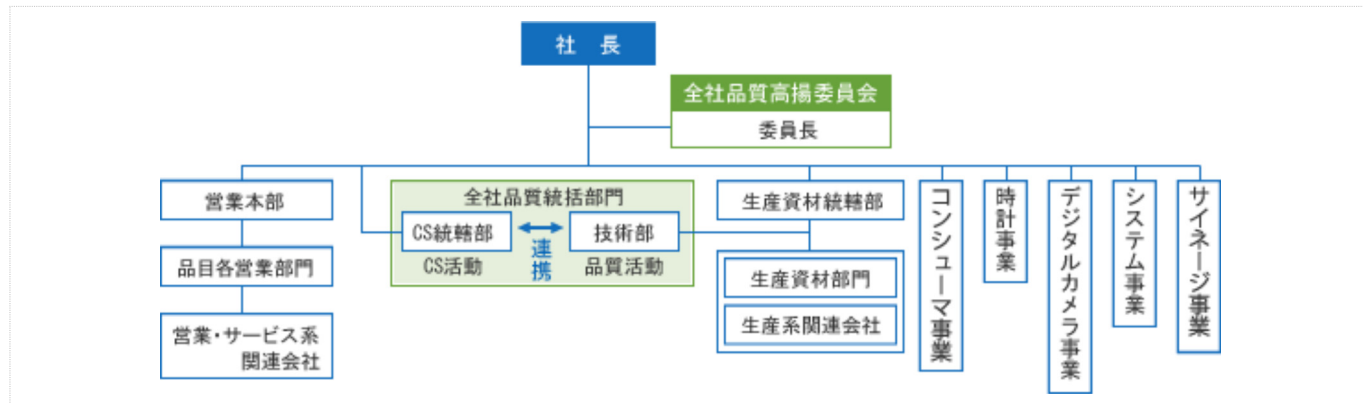 社 長
全社品質高揚委員会
委員長
営業本部
品目各営業部門
営業・サービス系
関連会社
全社品質統括部門
CS統轄部
CS活動
連携
技術部
品質活動
生産資材統轄部
生産資材部門
生産系関連会社
コンシューマ事業
時計事業
デジタルカメラ事業
システム事業
サイネージ事業